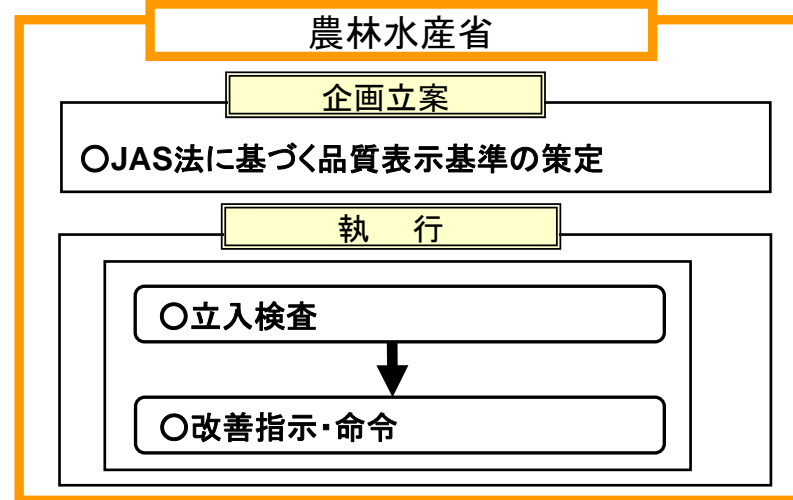 農林水産省
企画立案
○JAS法に基づく品質表示基準の策定
執　行
○立入検査
○改善指示・命令